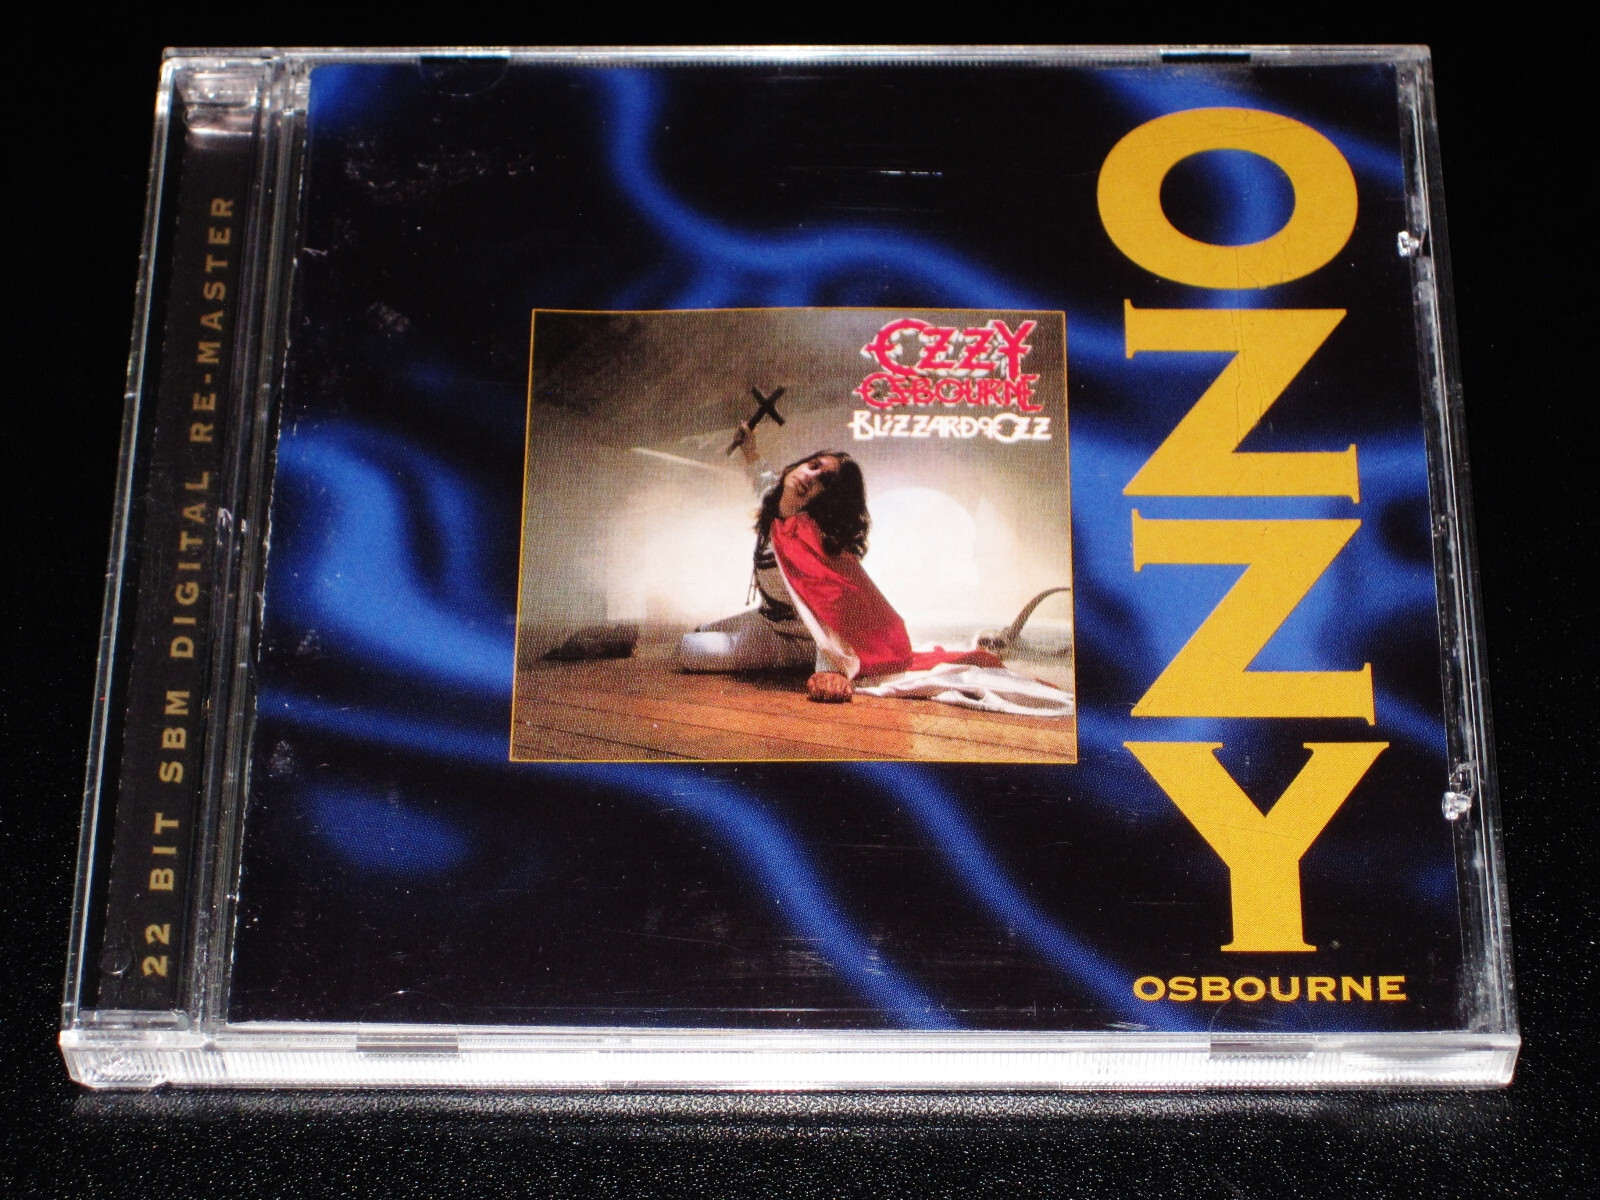 22 BIT SBM DIGITAL RE-MASTER
OZZY
OSBOURNE
BLIZZARD OF OZZ
OZZY
OSBOURNE